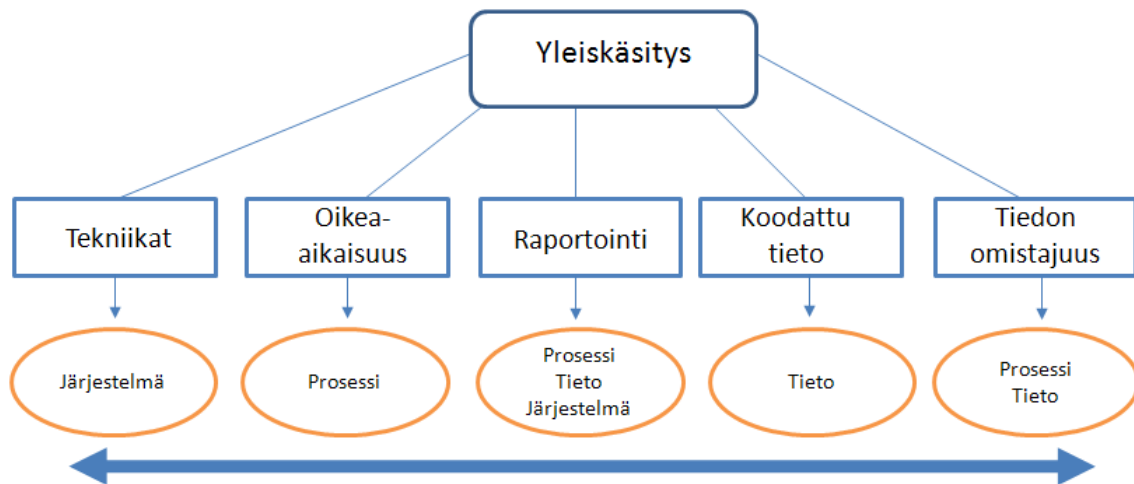 Yleiskäsitys
Tekniikat
Oikea-
aikaisuus
Raportointi
Koodattu
tieto
Tiedon
omistajuus
Järjestelmä
Prosessi
Prosessi
Tieto
Järjestelmä
Tieto
Prosessi
Tieto